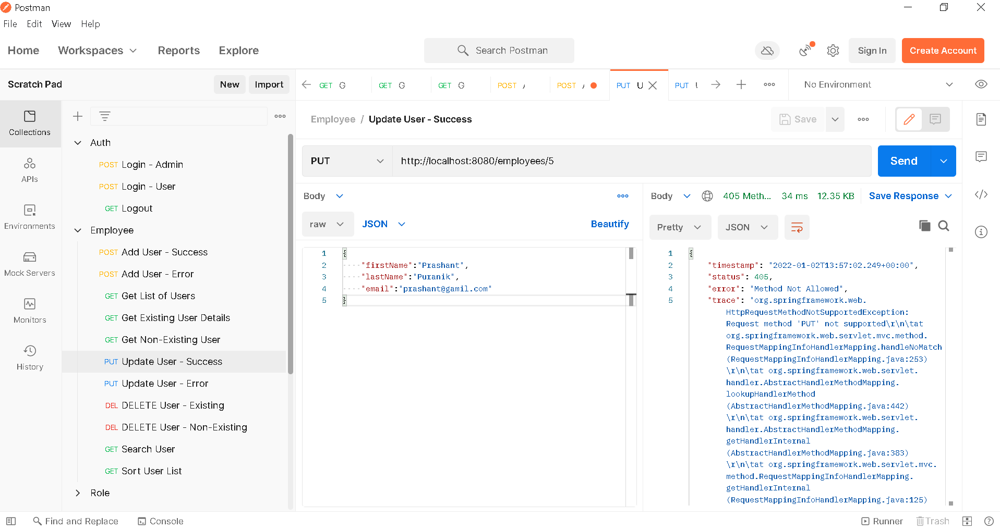 Postman
File Edit View Help
Home Workspaces Reports Explore
Search Postman
Sign In
Create Account
Scratch Pad
New
Import
GET G
GET G
GET G
POST
POST
PUT U
PUT
No Environment
Collections
APIs
Environments
Mock Servers
Monitors
History
Auth
POST Login - Admin
POST Login - User
GET Logout
Employee
POST Add User - Success
POST Add User - Error
GET Get List of Users
GET Get Existing User Details
GET Get Non-Existing User
PUT Update User - Success
PUT Update User - Error
DEL DELETE User - Existing
DEL DELETE User - Non-Existing
GET Search User
GET Sort User List
Role
Employee / Update User - Success
Save
PUT
http://localhost:8080/employees/5
Send
Body
raw
JSON
Beautify
1 {
2 "firstName":"Prashant",
3 "lastName":"Puranik",
4 "email":"prashant@gamil.com"
5 }
Body
405 Meth...
34 ms
12.35 KB
Save Response
Pretty
JSON
1 {
2 "timestamp": "2022-01-02T13:57:02.249+00:00",
3 "status": 405,
4 "error": "Method Not Allowed",
5 "trace": "org.springframework.web.
HttpRequestMethodNotSupportedException:
Request method 'PUT' not supported\r\n\tat
org.springframework.web.servlet.mvc.method.
RequestMappingInfoHandlerMapping.handleNoMatch
(RequestMappingInfoHandlerMapping.java:253)
\r\n\tat org.springframework.web.servlet.
handler.AbstractHandlerMethodMapping.
lookupHandlerMethod
(AbstractHandlerMethodMapping.java:442)
\r\n\tat org.springframework.web.servlet.
handler.AbstractHandlerMethodMapping.
getHandlerInternal
(AbstractHandlerMethodMapping.java:383)
\r\n\tat org.springframework.web.servlet.mvc.
method.RequestMappingInfoHandlerMapping.
getHandlerInternal
(RequestMappingInfoHandlerMapping.java:125)
Find and Replace
Console
Runner
Trash